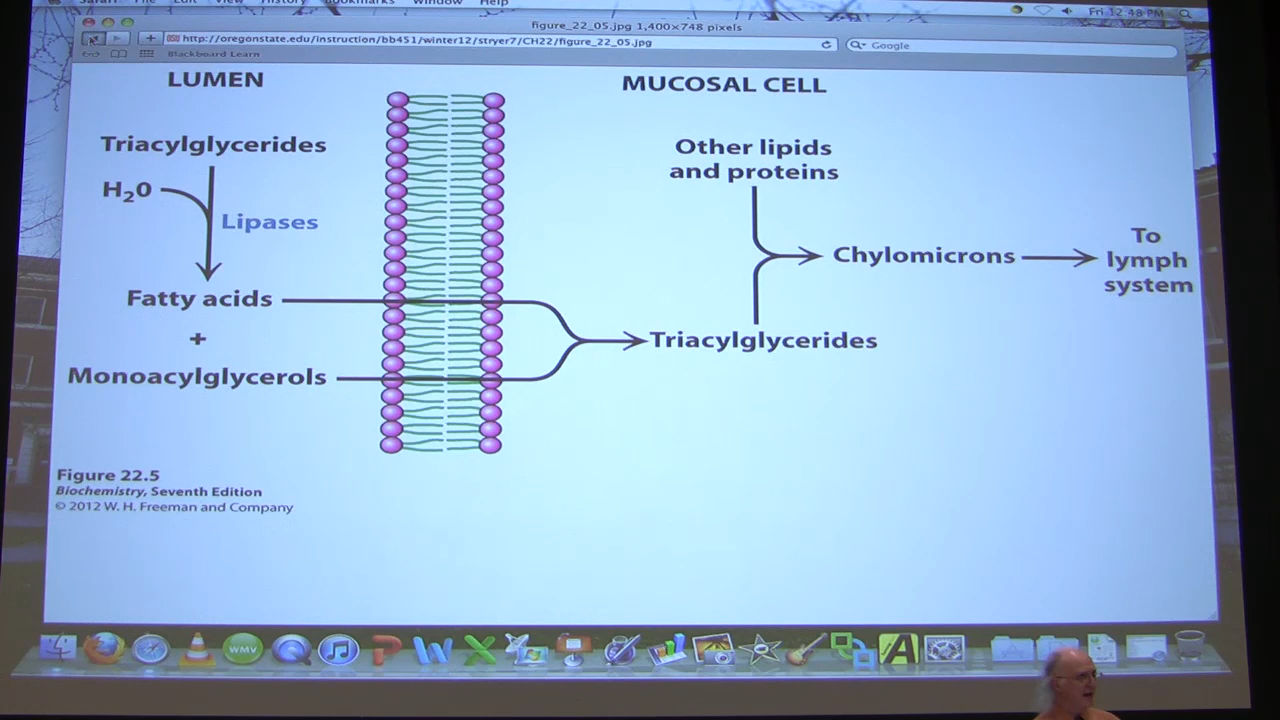 Safari File Edit View History Bookmarks Window Help
Fri 12:48 PM
figure_22_05.jpg 1,400×748 pixels
http://oregonstate.edu/instruction/bb451/winter12/stryer7/CH22/figure_22_05.jpg
Google
Blackboard Learn
LUMEN
MUCOSAL CELL
Triacylglycerides
H₂0
Lipases
Fatty acids
+
Monoacylglycerols
Other lipids
and proteins
Chylomicrons
To
lymph
system
Triacylglycerides
Figure 22.5
Biochemistry, Seventh Edition
© 2012 W. H. Freeman and Company
WMV
P
W
X
A